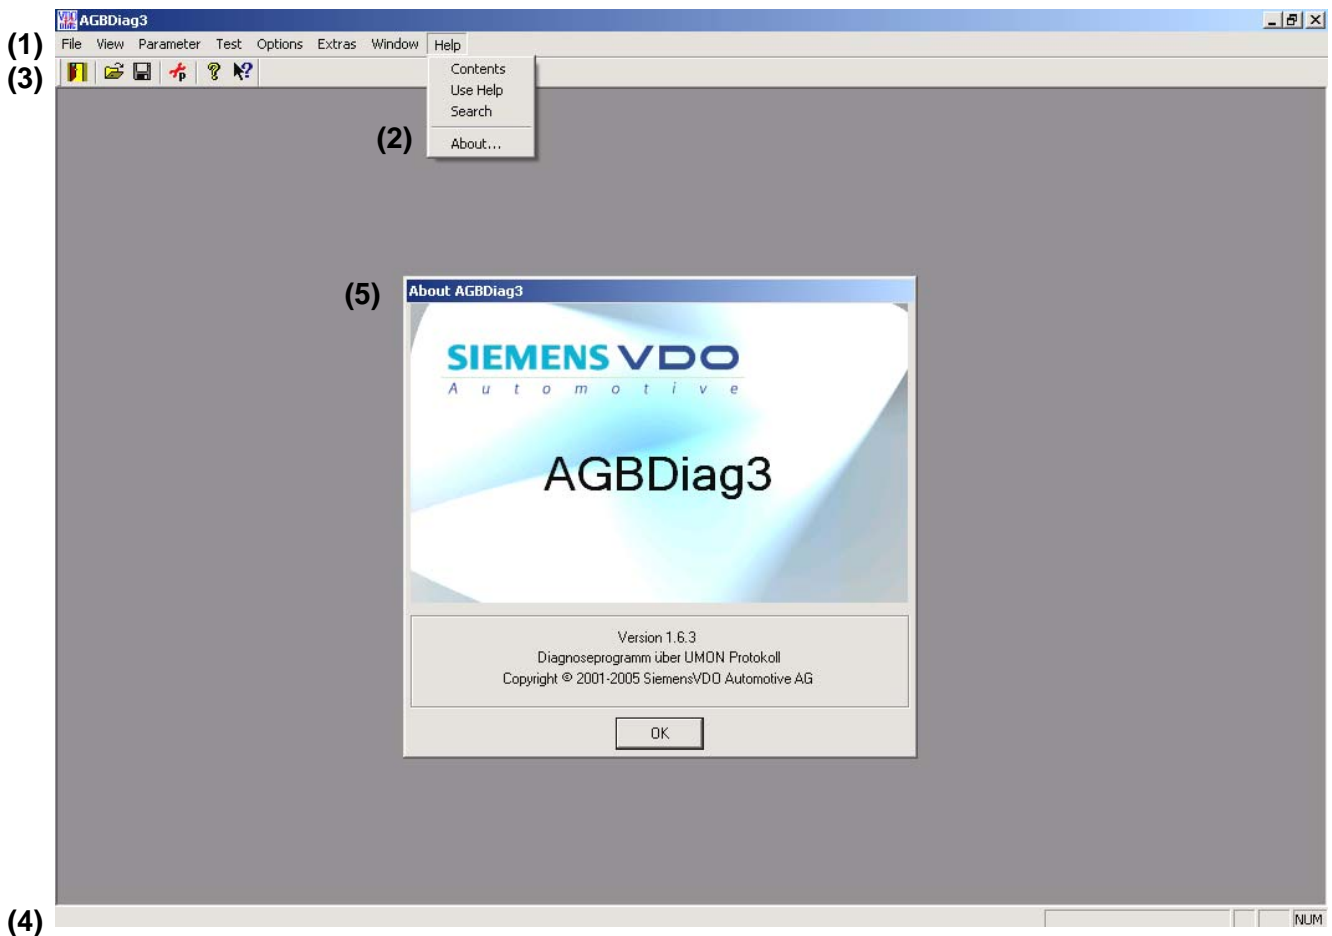 AGBDiag3
(1) File View Parameter Test Options Extras Window Help
(3)
Contents
Use Help
Search
(2) About...
(5) About AGBDiag3
SIEMENS VDO
Automotive
AGBDiag3
Version 1.6.3
Diagnoseprogramm über UMON Protokoll
Copyright © 2001-2005 SiemensVDO Automotive AG
OK
(4) NUM